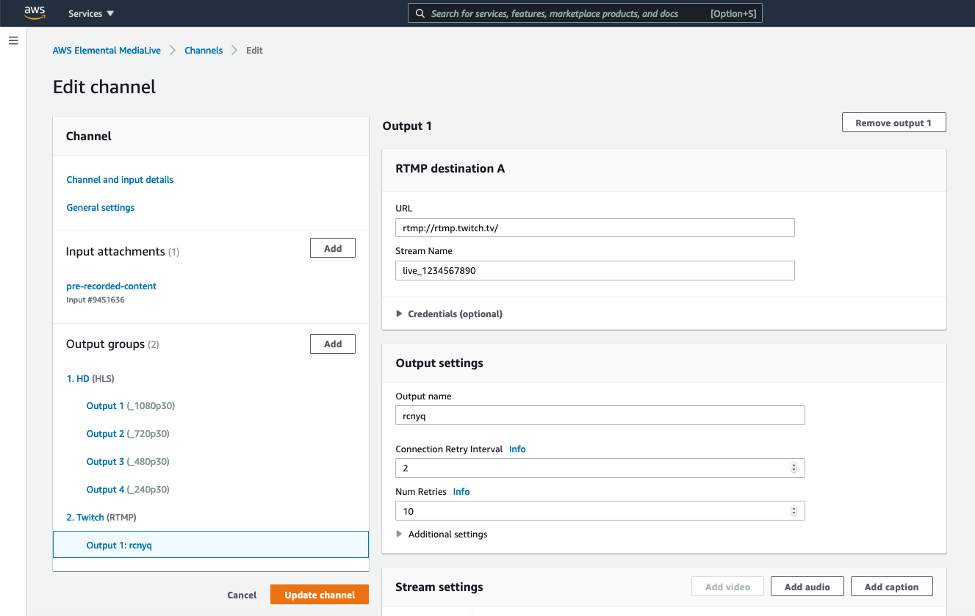 aws
Services ▼
Search for services, features, marketplace products, and docs [Option+S]
AWS Elemental MediaLive > Channels > Edit
Edit channel
Channel
Channel and input details
General settings
Input attachments (1)
Add
pre-recorded-content
Input #9451636
Output groups (2)
Add
1. HD (HLS)
Output 1 (_1080p30)
Output 2 (_720p30)
Output 3 (_480p30)
Output 4 (_240p30)
2. Twitch (RTMP)
Output 1: rcnyq
Cancel
Update channel
Output 1
Remove output 1
RTMP destination A
URL
rtmp://rtmp.twitch.tv/
Stream Name
live_1234567890
Credentials (optional)
Output settings
Output name
rcnyq
Connection Retry Interval Info
2
Num Retries Info
10
Additional settings
Stream settings
Add video
Add audio
Add caption